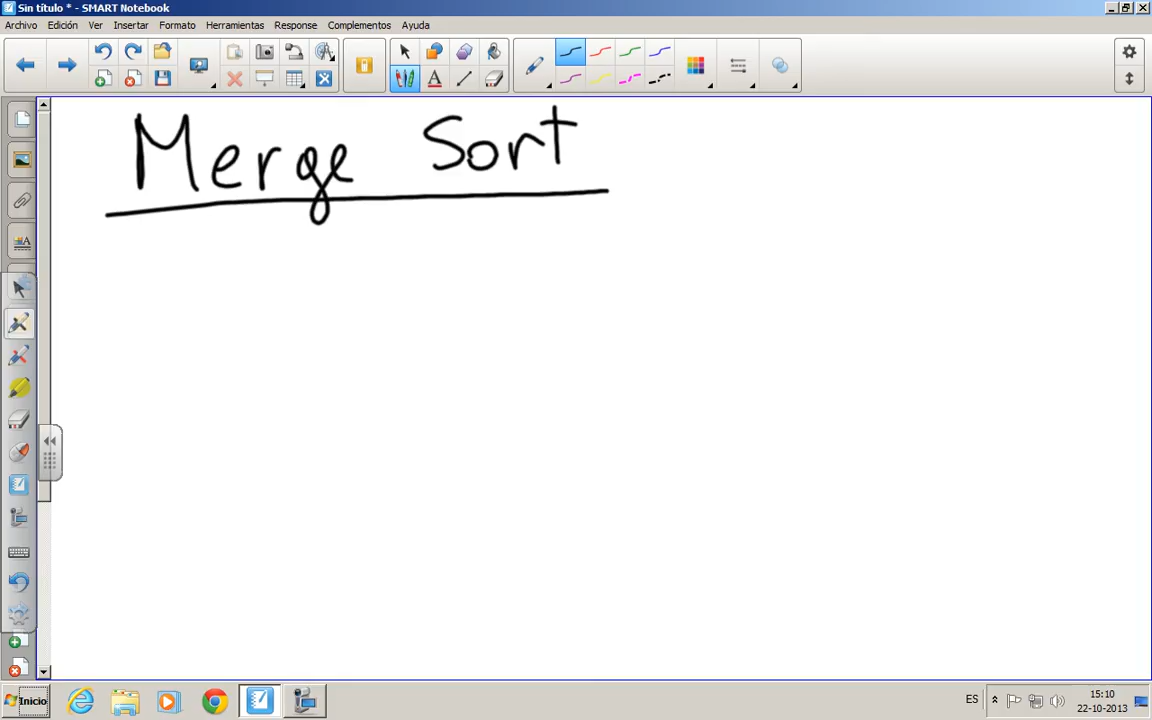 Sin título * - SMART Notebook
Archivo Edición Ver Insertar Formato Herramientas Response Complementos Ayuda
Merge Sort
Inicio
ES
15:10
22-10-2013